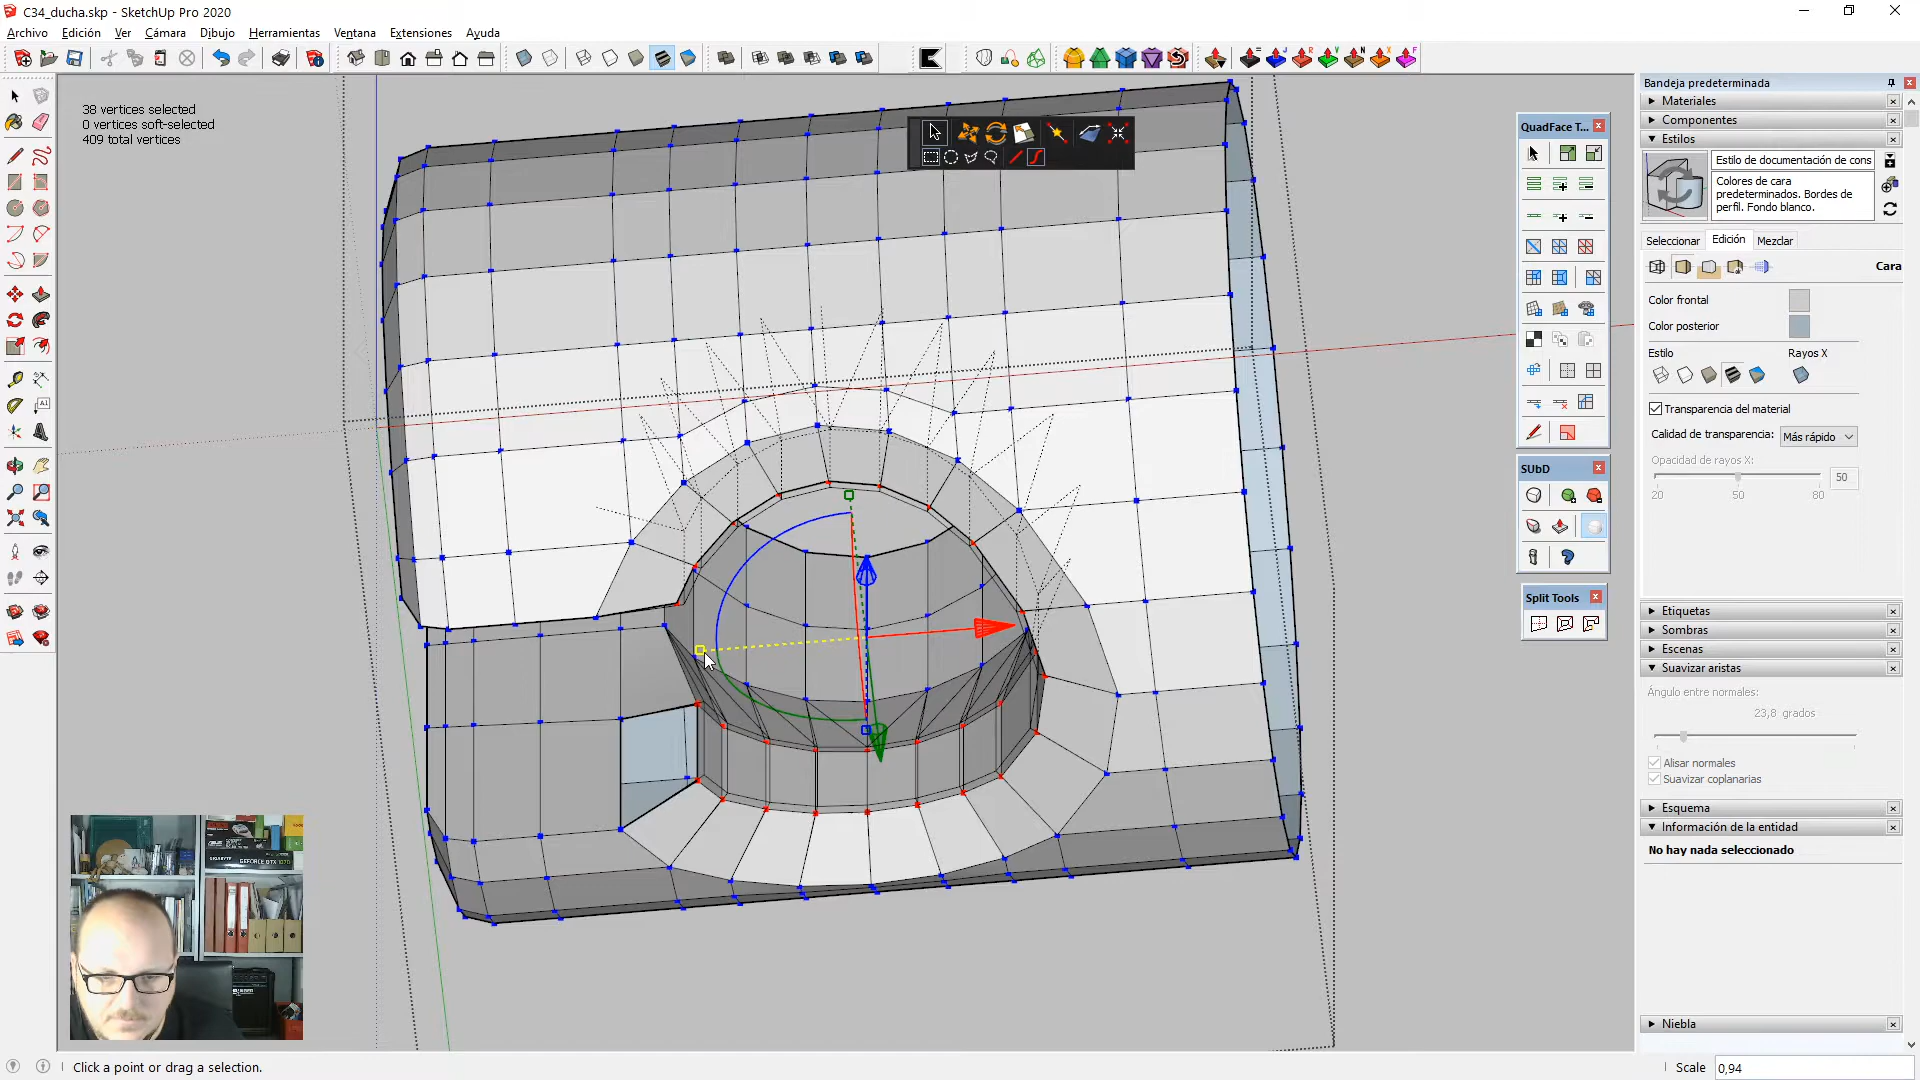 C34_ducha.skp - SketchUp Pro 2020
Archivo Edición Ver Cámara Dibujo Herramientas Ventana Extensiones Ayuda
38 vertices selected
0 vertices soft-selected
409 total vertices
QuadFace T...
SUbD
Split Tools
Bandeja predeterminada
Materiales
Componentes
Estilos
Estilo de documentación de cons
Colores de cara
predeterminados. Bordes de
perfil. Fondo blanco.
Seleccionar Edición Mezclar
Cara
Color frontal
Color posterior
Estilo Rayos X
Transparencia del material
Calidad de transparencia: Más rápido
Opacidad de rayos X:
50
20 50 80
Etiquetas
Sombras
Escenas
Suavizar aristas
Ángulo entre normales:
23,8 grados
Alisar normales
Suavizar coplanarias
Esquema
Información de la entidad
No hay nada seleccionado
Niebla
Click a point or drag a selection.
Scale 0,94